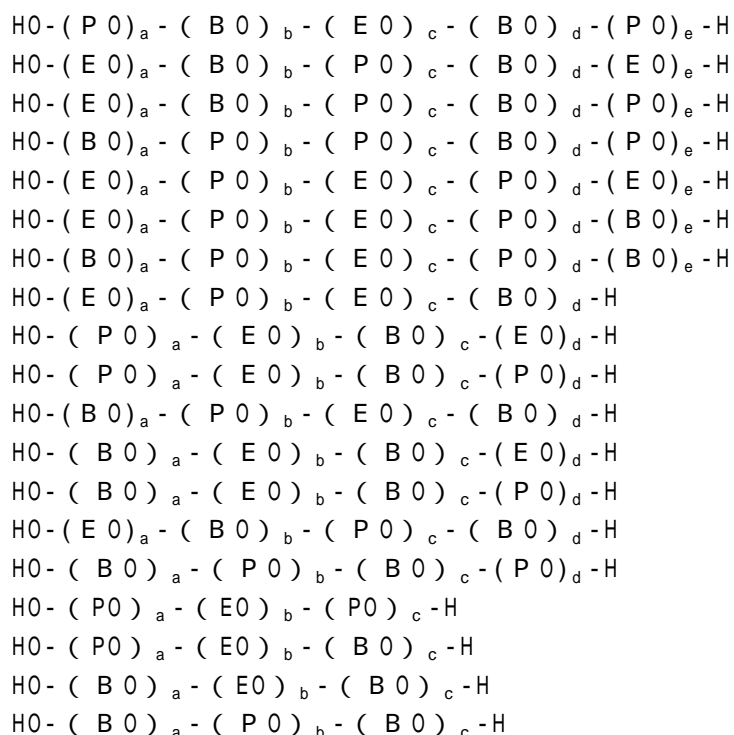 HO-(PO)a-(BO)b-(EO)c-(BO)d-(PO)e-H
HO-(EO)a-(BO)b-(PO)c-(BO)d-(EO)e-H
HO-(EO)a-(BO)b-(PO)c-(BO)d-(PO)e-H
HO-(BO)a-(PO)b-(PO)c-(BO)d-(PO)e-H
HO-(EO)a-(PO)b-(EO)c-(PO)d-(EO)e-H
HO-(EO)a-(PO)b-(EO)c-(PO)d-(BO)e-H
HO-(BO)a-(PO)b-(EO)c-(PO)d-(BO)e-H
HO-(EO)a-(PO)b-(EO)c-(BO)d-H
HO-(PO)a-(EO)b-(BO)c-(EO)d-H
HO-(PO)a-(EO)b-(BO)c-(PO)d-H
HO-(BO)a-(PO)b-(EO)c-(BO)d-H
HO-(BO)a-(EO)b-(BO)c-(EO)d-H
HO-(BO)a-(EO)b-(BO)c-(PO)d-H
HO-(EO)a-(BO)b-(PO)c-(BO)d-H
HO-(BO)a-(PO)b-(BO)c-(PO)d-H
HO-(PO)a-(EO)b-(PO)c-H
HO-(PO)a-(EO)b-(BO)c-H
HO-(BO)a-(EO)b-(BO)c-H
HO-(BO)a-(PO)b-(BO)c-H